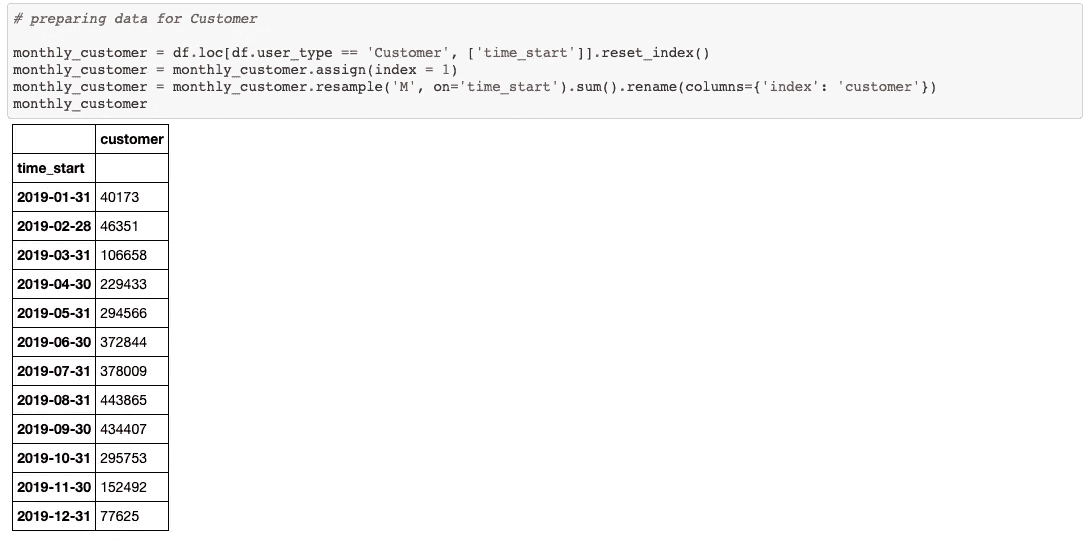 # preparing data for Customer
monthly_customer = df.loc[df.user_type == 'Customer', ['time_start']].reset_index()
monthly_customer = monthly_customer.assign(index = 1)
monthly_customer = monthly_customer.resample('M', on='time_start').sum().rename(columns={'index': 'customer'})
monthly_customer
customer
time_start
2019-01-31 40173
2019-02-28 46351
2019-03-31 106658
2019-04-30 229433
2019-05-31 294566
2019-06-30 372844
2019-07-31 378009
2019-08-31 443865
2019-09-30 434407
2019-10-31 295753
2019-11-30 152492
2019-12-31 77625